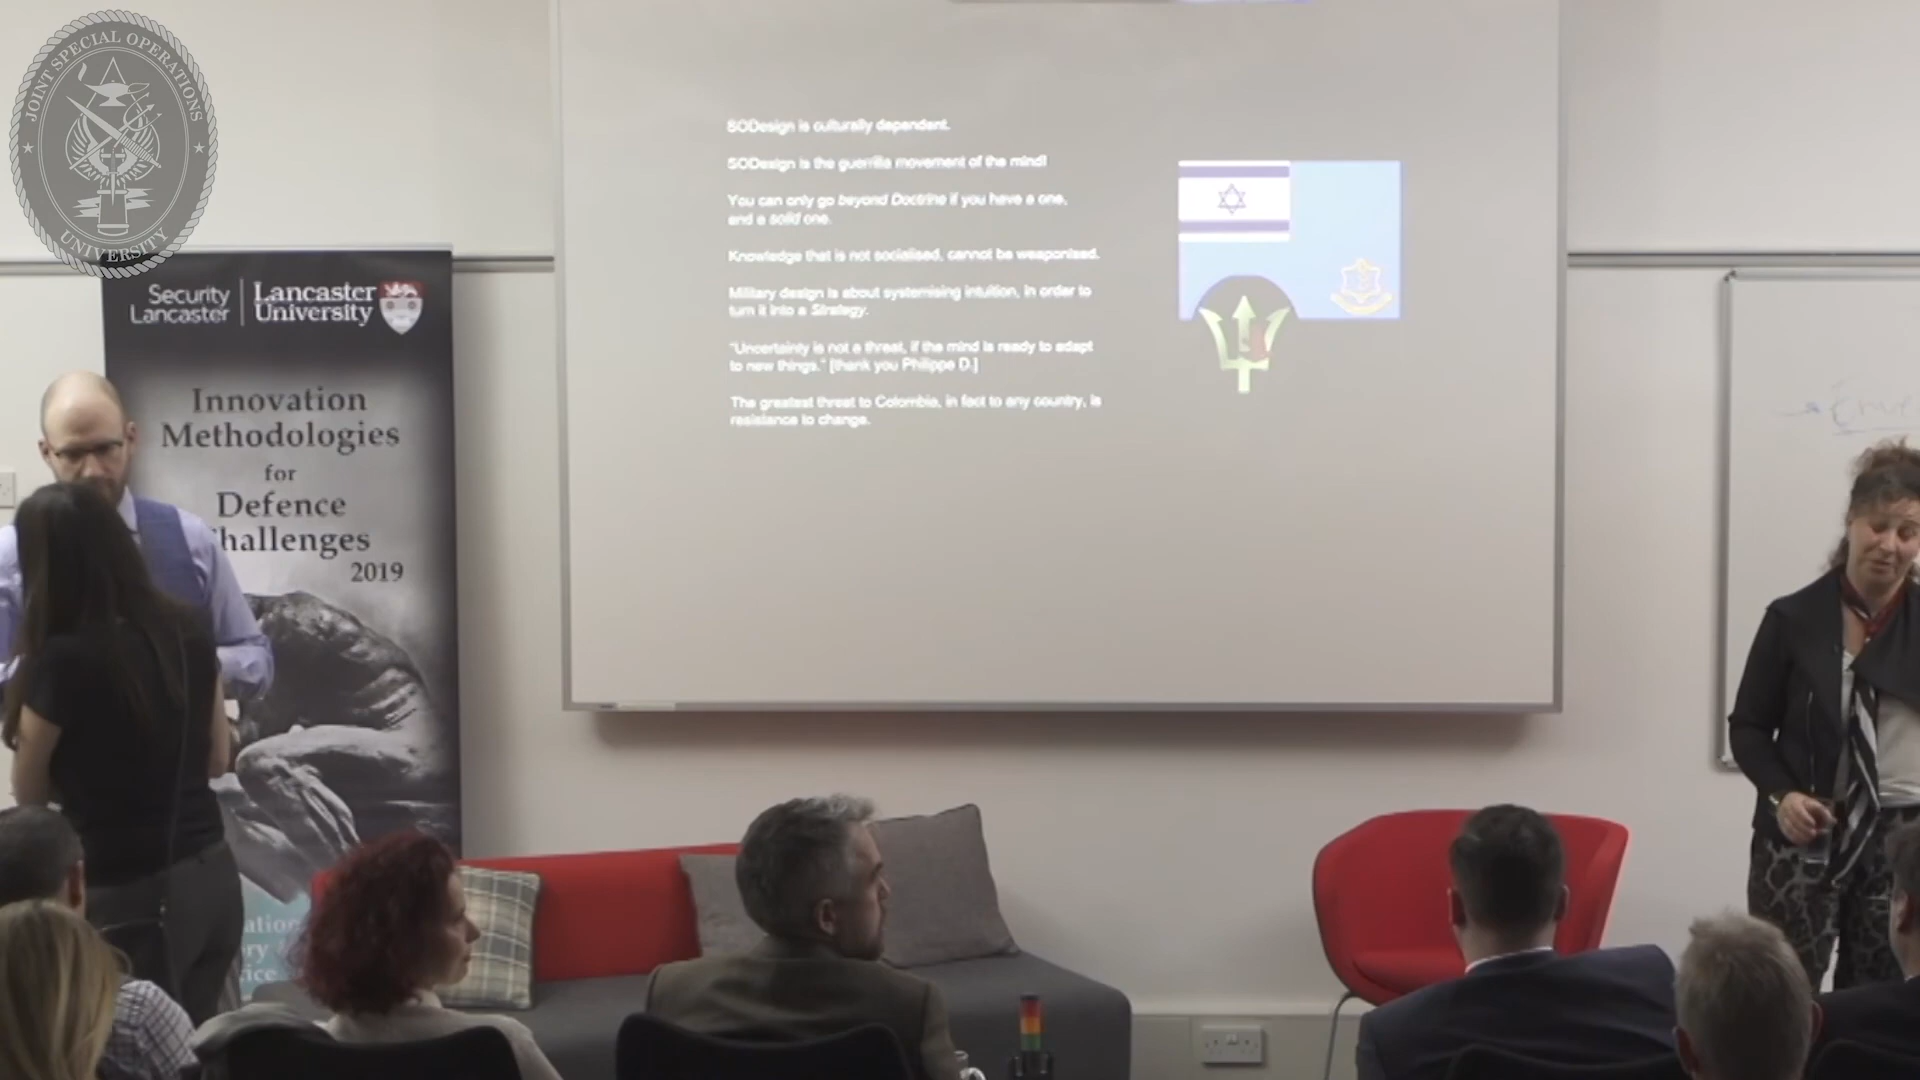 JOINT SPECIAL OPERATIONS
UNIVERSITY
Security
Lancaster
Lancaster
University
Innovation
Methodologies
for
Defence
Challenges
2019
SODesign is culturally dependent.
SODesign is the guerrilla movement of the mind!
You can only go beyond Doctrine if you have a one,
and a solid one.
Knowledge that is not socialised, cannot be weaponised.
Military design is about systemising intuition, in order to
turn it into a Strategy.
"Uncertainty is not a threat, if the mind is ready to adapt
to new things." [thank you Philippe D.]
The greatest threat to Colombia, in fact to any country, is
resistance to change.